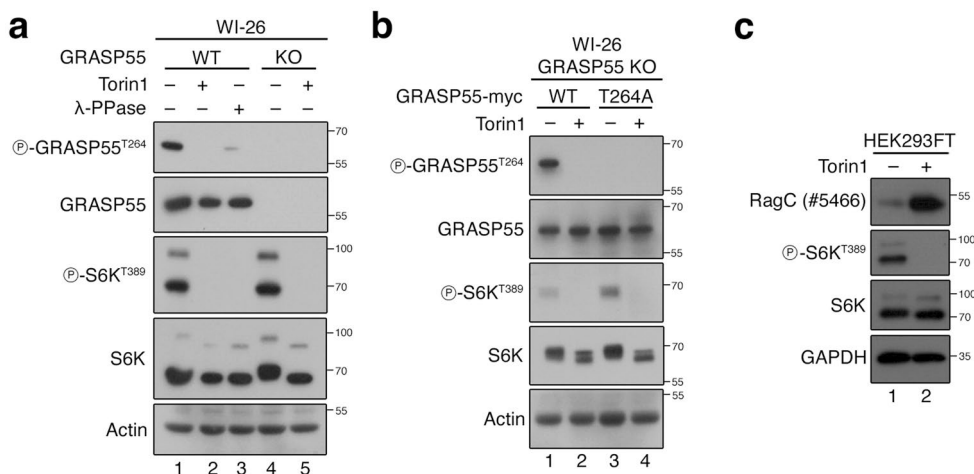 a
WI-26
GRASP55 WT KO
Torin1 – + – – +
λ-PPase – – + – –
Ⓟ-GRASP55T264 70 55
GRASP55 55
Ⓟ-S6KT389 100 70
S6K 100 70
Actin 55
1 2 3 4 5
b
WI-26
GRASP55 KO
GRASP55-myc WT T264A
Torin1 – + – +
Ⓟ-GRASP55T264 70 55
GRASP55 70 55
Ⓟ-S6KT389 70
S6K 70 55
Actin 55
1 2 3 4
c
HEK293FT
Torin1 – +
RagC (#5466) 55
Ⓟ-S6KT389 100 70
S6K 100 70
GAPDH 35
1 2